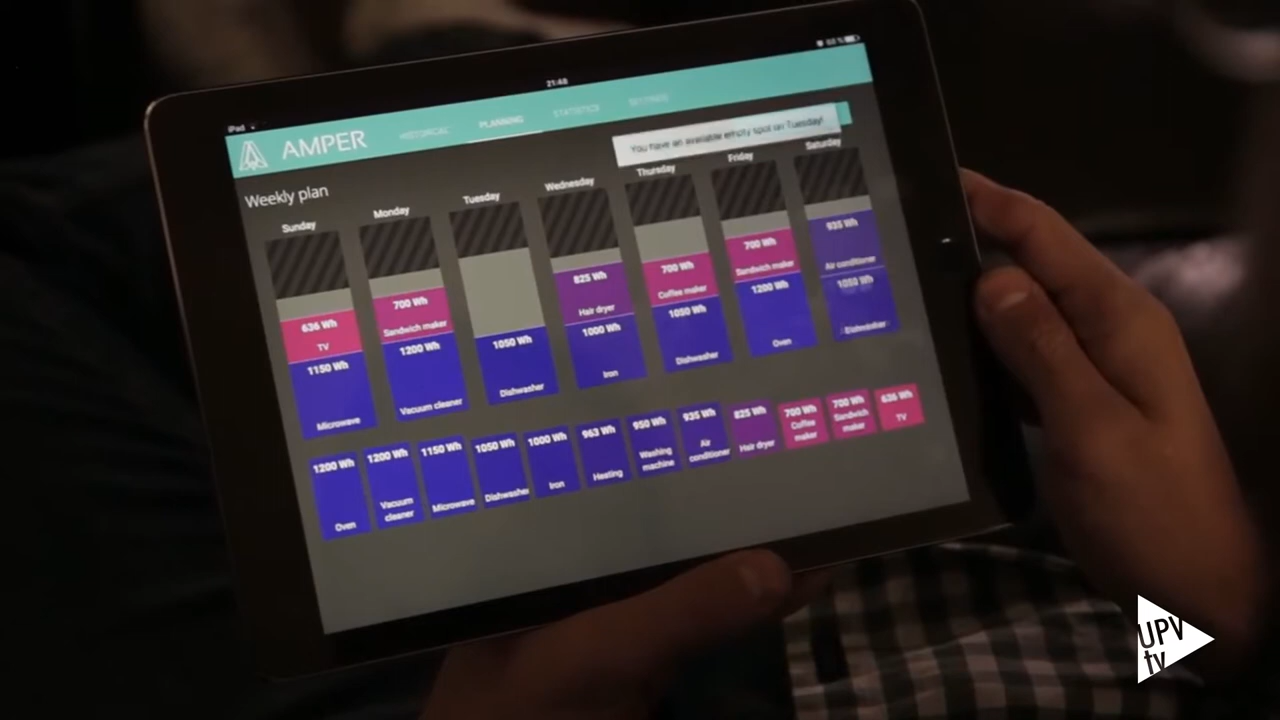 iPad
21:48
AMPER
HISTORICAL
PLANNING
STATISTICS
SETTINGS
You have an available empty spot on Tuesday!
Weekly plan
Sunday
636 Wh
TV
1150 Wh
Microwave
Monday
700 Wh
Sandwich maker
1200 Wh
Vacuum cleaner
Tuesday
1050 Wh
Dishwasher
Wednesday
825 Wh
Hair dryer
1000 Wh
Iron
Thursday
700 Wh
Coffee maker
1050 Wh
Dishwasher
Friday
700 Wh
Sandwich maker
1200 Wh
Oven
Saturday
935 Wh
Air conditioner
1050 Wh
Dishwasher
1200 Wh
Oven
1200 Wh
Vacuum
cleaner
1150 Wh
Microwave
1050 Wh
Dishwasher
1000 Wh
Iron
963 Wh
Heating
950 Wh
Washing
machine
935 Wh
Air
conditioner
825 Wh
Hair dryer
700 Wh
Coffee
maker
700 Wh
Sandwich
maker
636 Wh
TV
UPV
tv